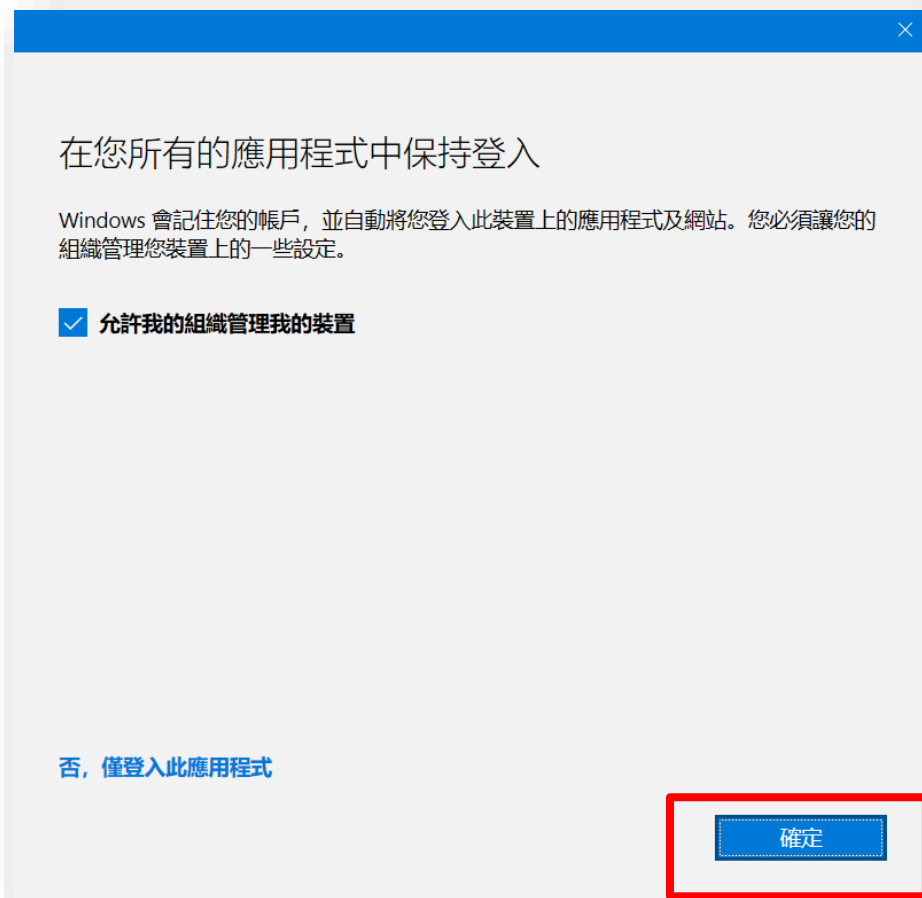 在您所有的應用程式中保持登入
Windows 會記住您的帳戶，並自動將您登入此裝置上的應用程式及網站。您必須讓您的
組織管理您裝置上的一些設定。
允許我的組織管理我的裝置
否，僅登入此應用程式
確定